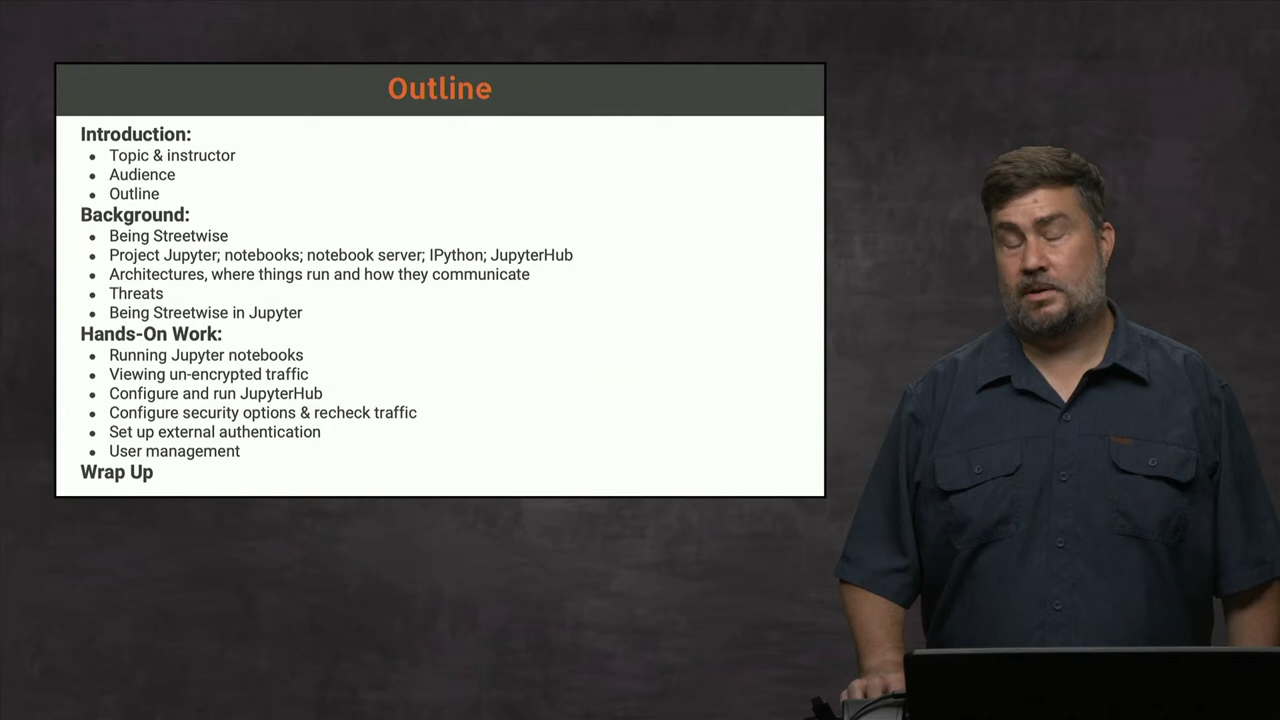 Outline
Introduction:
• Topic & instructor
• Audience
• Outline
Background:
• Being Streetwise
• Project Jupyter; notebooks; notebook server; IPython; JupyterHub
• Architectures, where things run and how they communicate
• Threats
• Being Streetwise in Jupyter
Hands-On Work:
• Running Jupyter notebooks
• Viewing un-encrypted traffic
• Configure and run JupyterHub
• Configure security options & recheck traffic
• Set up external authentication
• User management
Wrap Up